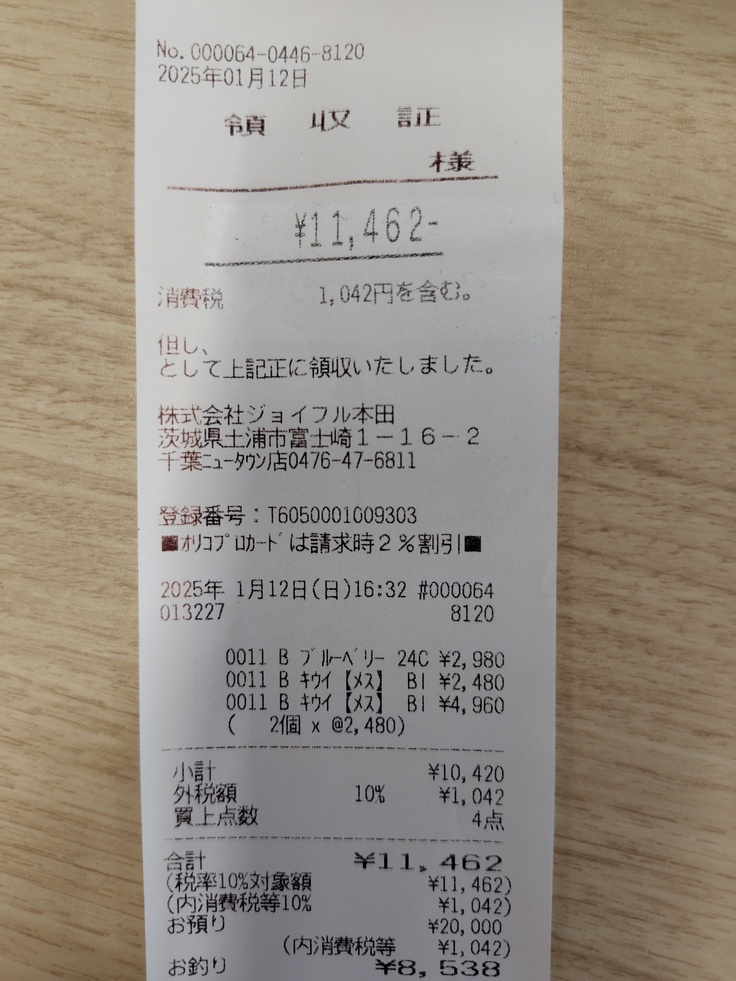 No.000064-0446-8120
2025年01月12日
領 収 証
様
¥11,462-
消費税 1,042円を含む。
但し、
として上記正に領収いたしました。
株式会社ジョイフル本田
茨城県土浦市富士崎１－１６－２
千葉ﾆｭｰﾀｳﾝ店0476-47-6811
登録番号：T6050001009303
■ｵﾘｺﾌﾟﾛｶｰﾄﾞは請求時２％割引■
2025年 1月12日(日)16:32 #000064
013227 8120
0011 B ﾌﾞﾙｰﾍﾞﾘｰ 24C ¥2,980
0011 B ｷｳｲ【ﾒｽ】 BI ¥2,480
0011 B ｷｳｲ【ﾒｽ】 BI ¥4,960
( 2個 x @2,480)
小計 ¥10,420
外税額 10% ¥1,042
買上点数 4点
合計 ¥11,462
(税率10%対象額 ¥11,462)
(内消費税等10% ¥1,042)
お預り ¥20,000
(内消費税等 ¥1,042)
お釣り ¥8,538